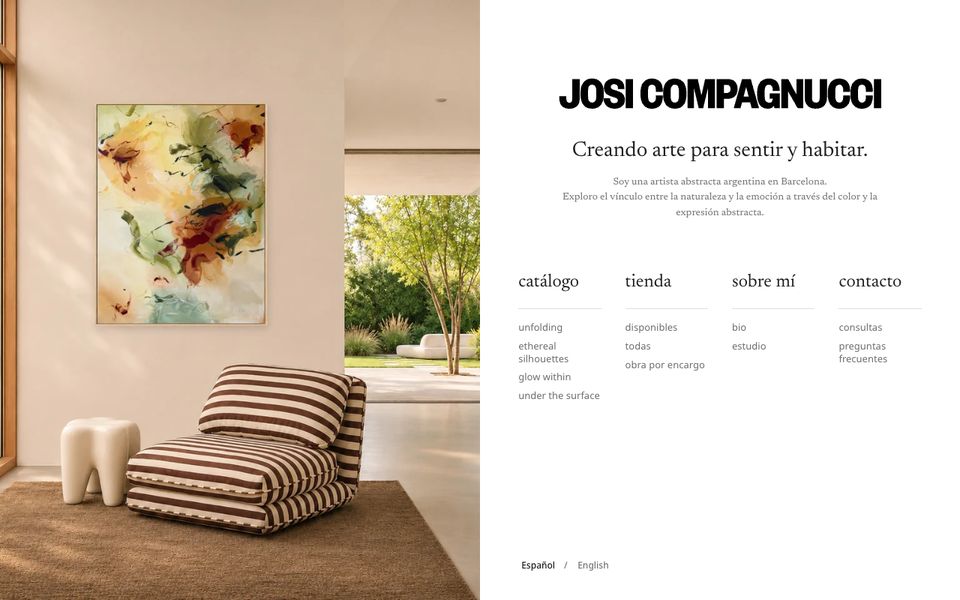 JOSI COMPAGNUCCI
Creando arte para sentir y habitar.
Soy una artista abstracta argentina en Barcelona.
Exploro el vínculo entre la naturaleza y la emoción a través del color y la
expresión abstracta.
catálogo
unfolding
ethereal
silhouettes
glow within
under the surface
tienda
disponibles
todas
obra por encargo
sobre mí
bio
estudio
contacto
consultas
preguntas
frecuentes
Español / English